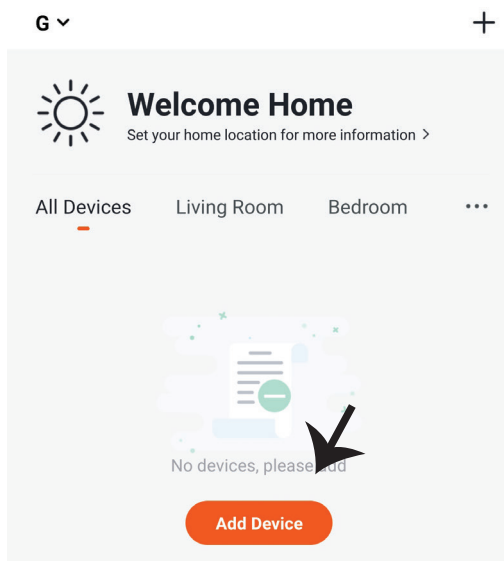 G
Welcome Home
Set your home location for more information >
All Devices Living Room Bedroom ...
No devices, please
Add Device